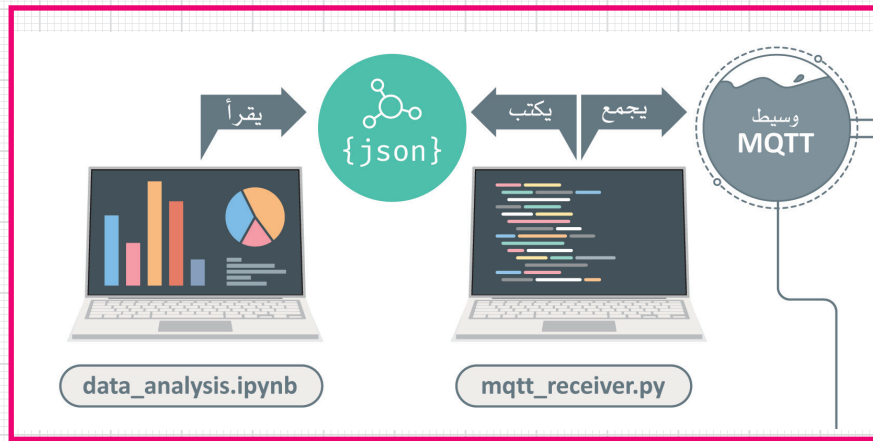 يقرأ
{json}
يكتب
يجمع
وسيط
MQTT
data_analysis.ipynb
mqtt_receiver.py